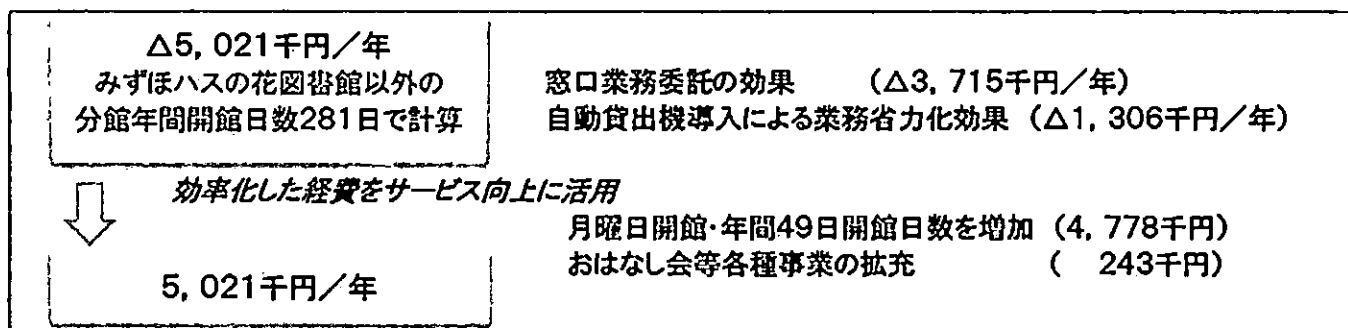 △5,021千円/年
みずほハスの花図書館以外の
分館年間開館日数281日で計算
窓口業務委託の効果 (△3,715千円/年)
自動貸出機導入による業務省力化効果 (△1,306千円/年)
効率化した経費をサービス向上に活用
月曜日開館・年間49日開館日数を増加 (4,778千円)
おはなし会等各種事業の拡充 ( 243千円)
5,021千円/年